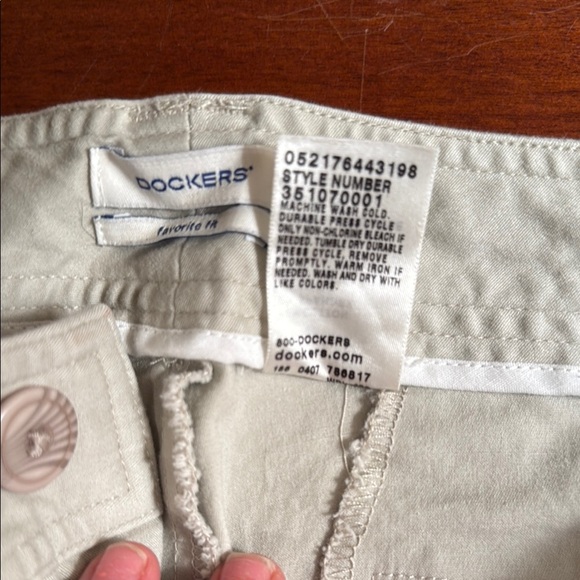 DOCKERS®
favorite fit
052176443198
STYLE NUMBER
351070001
MACHINE WASH COLD.
DURABLE PRESS CYCLE
ONLY NON-CHLORINE BLEACH IF
NEEDED. TUMBLE DRY DURABLE
PRESS CYCLE, REMOVE
PROMPTLY. WARM IRON IF
NEEDED. WASH AND DRY WITH
LIKE COLORS.
800-DOCKERS
dockers.com
0407 786817